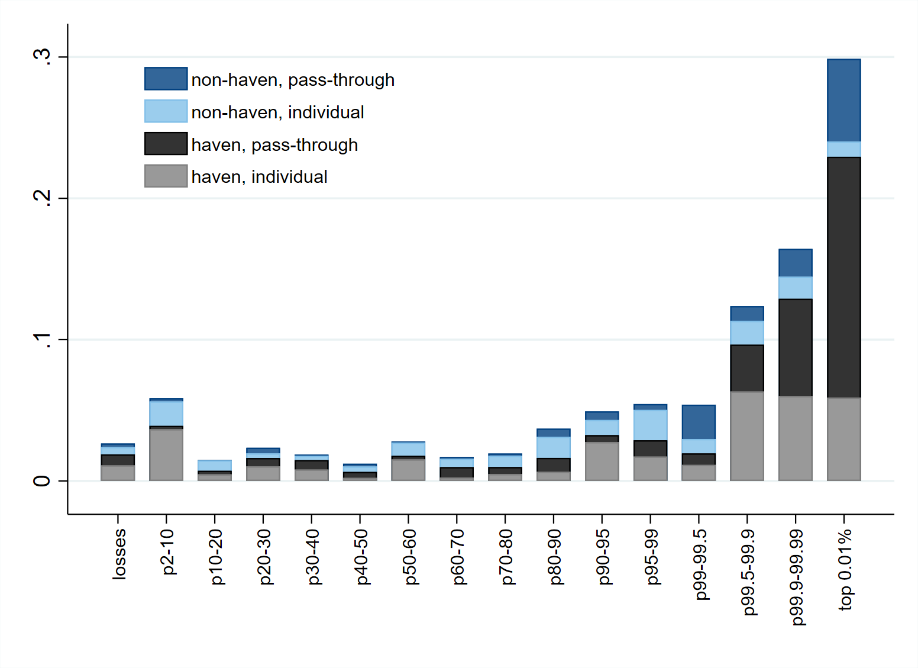 .3
.2
.1
0
non-haven, pass-through
non-haven, individual
haven, pass-through
haven, individual
losses
p2-10
p10-20
p20-30
p30-40
p40-50
p50-60
p60-70
p70-80
p80-90
p90-95
p95-99
p99-99.5
p99.5-99.9
p99.9-99.99
top 0.01%